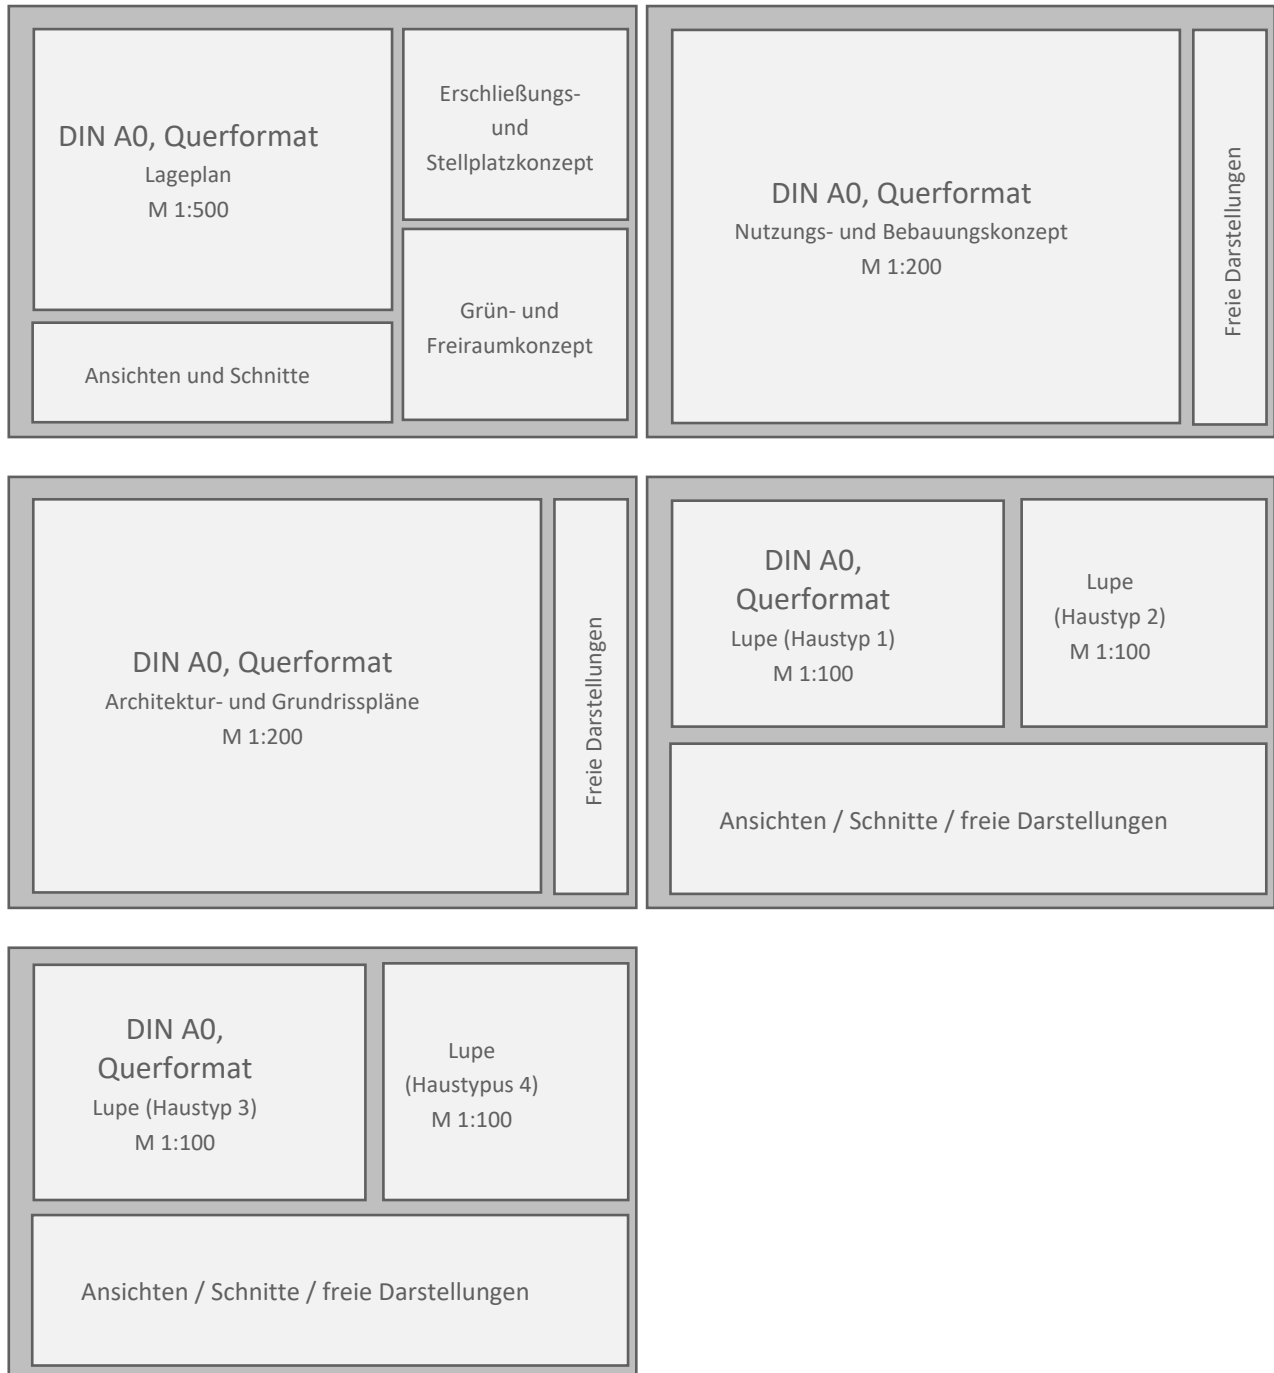 DIN A0, Querformat
Lageplan
M 1:500
Erschließungs-
und
Stellplatzkonzept
Grün- und
Freiraumkonzept
Ansichten und Schnitte
DIN A0, Querformat
Nutzungs- und Bebauungskonzept
M 1:200
Freie Darstellungen
DIN A0, Querformat
Architektur- und Grundrisspläne
M 1:200
Freie Darstellungen
DIN A0,
Querformat
Lupe (Haustyp 1)
M 1:100
Lupe
(Haustyp 2)
M 1:100
Ansichten / Schnitte / freie Darstellungen
DIN A0,
Querformat
Lupe (Haustyp 3)
M 1:100
Lupe
(Haustypus 4)
M 1:100
Ansichten / Schnitte / freie Darstellungen